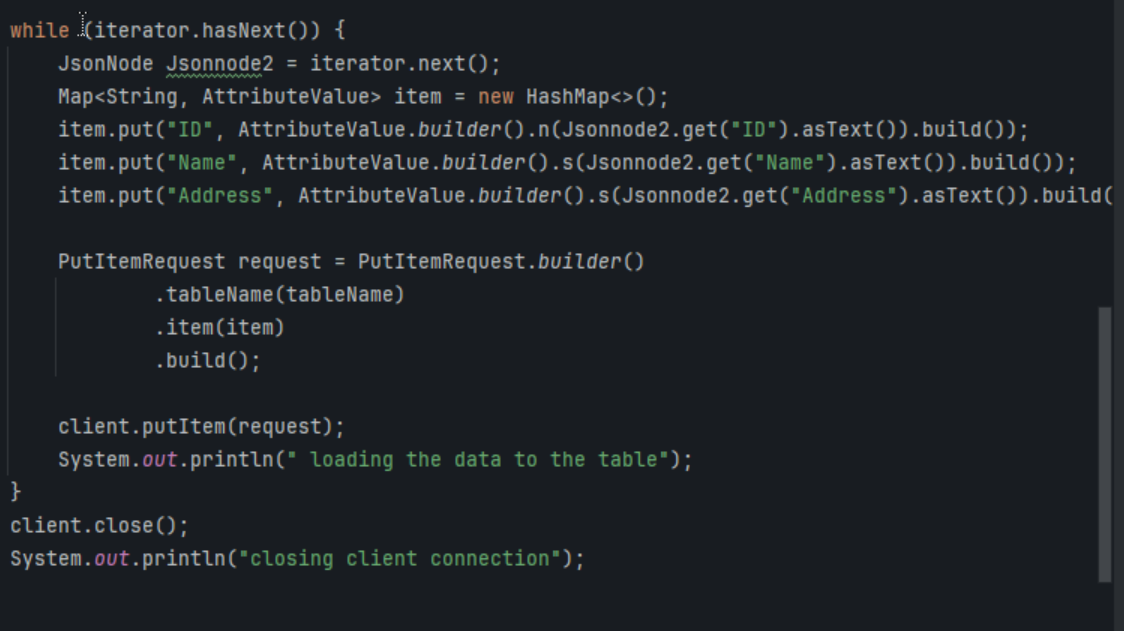 while (iterator.hasNext()) {
    JsonNode Jsonnode2 = iterator.next();
    Map<String, AttributeValue> item = new HashMap<>();
    item.put("ID", AttributeValue.builder().n(Jsonnode2.get("ID").asText()).build());
    item.put("Name", AttributeValue.builder().s(Jsonnode2.get("Name").asText()).build());
    item.put("Address", AttributeValue.builder().s(Jsonnode2.get("Address").asText()).build(
    PutItemRequest request = PutItemRequest.builder()
            .tableName(tableName)
            .item(item)
            .build();
    client.putItem(request);
    System.out.println(" loading the data to the table");
}
client.close();
System.out.println("closing client connection");